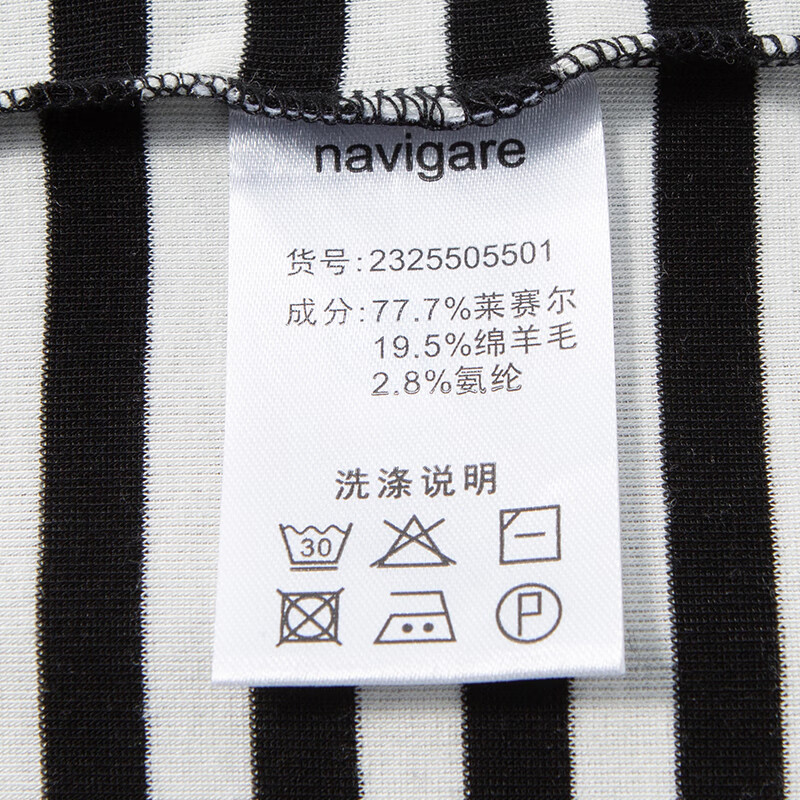 navigare
货号:2325505501
成分:77.7%莱赛尔
19.5%绵羊毛
2.8%氨纶
洗涤说明
30
P